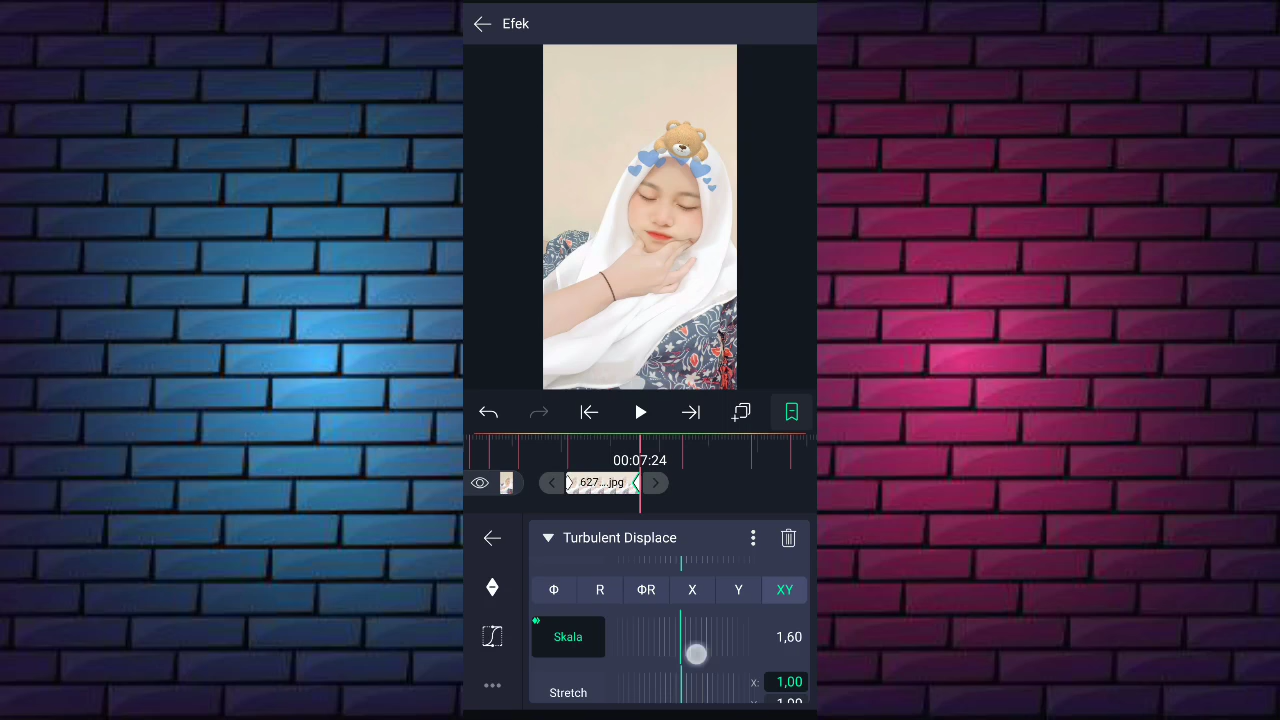 Efek
00:07:24
627...jpg
Turbulent Displace
Φ R ΦR X Y XY
Skala 1,60
Stretch X: 1,00